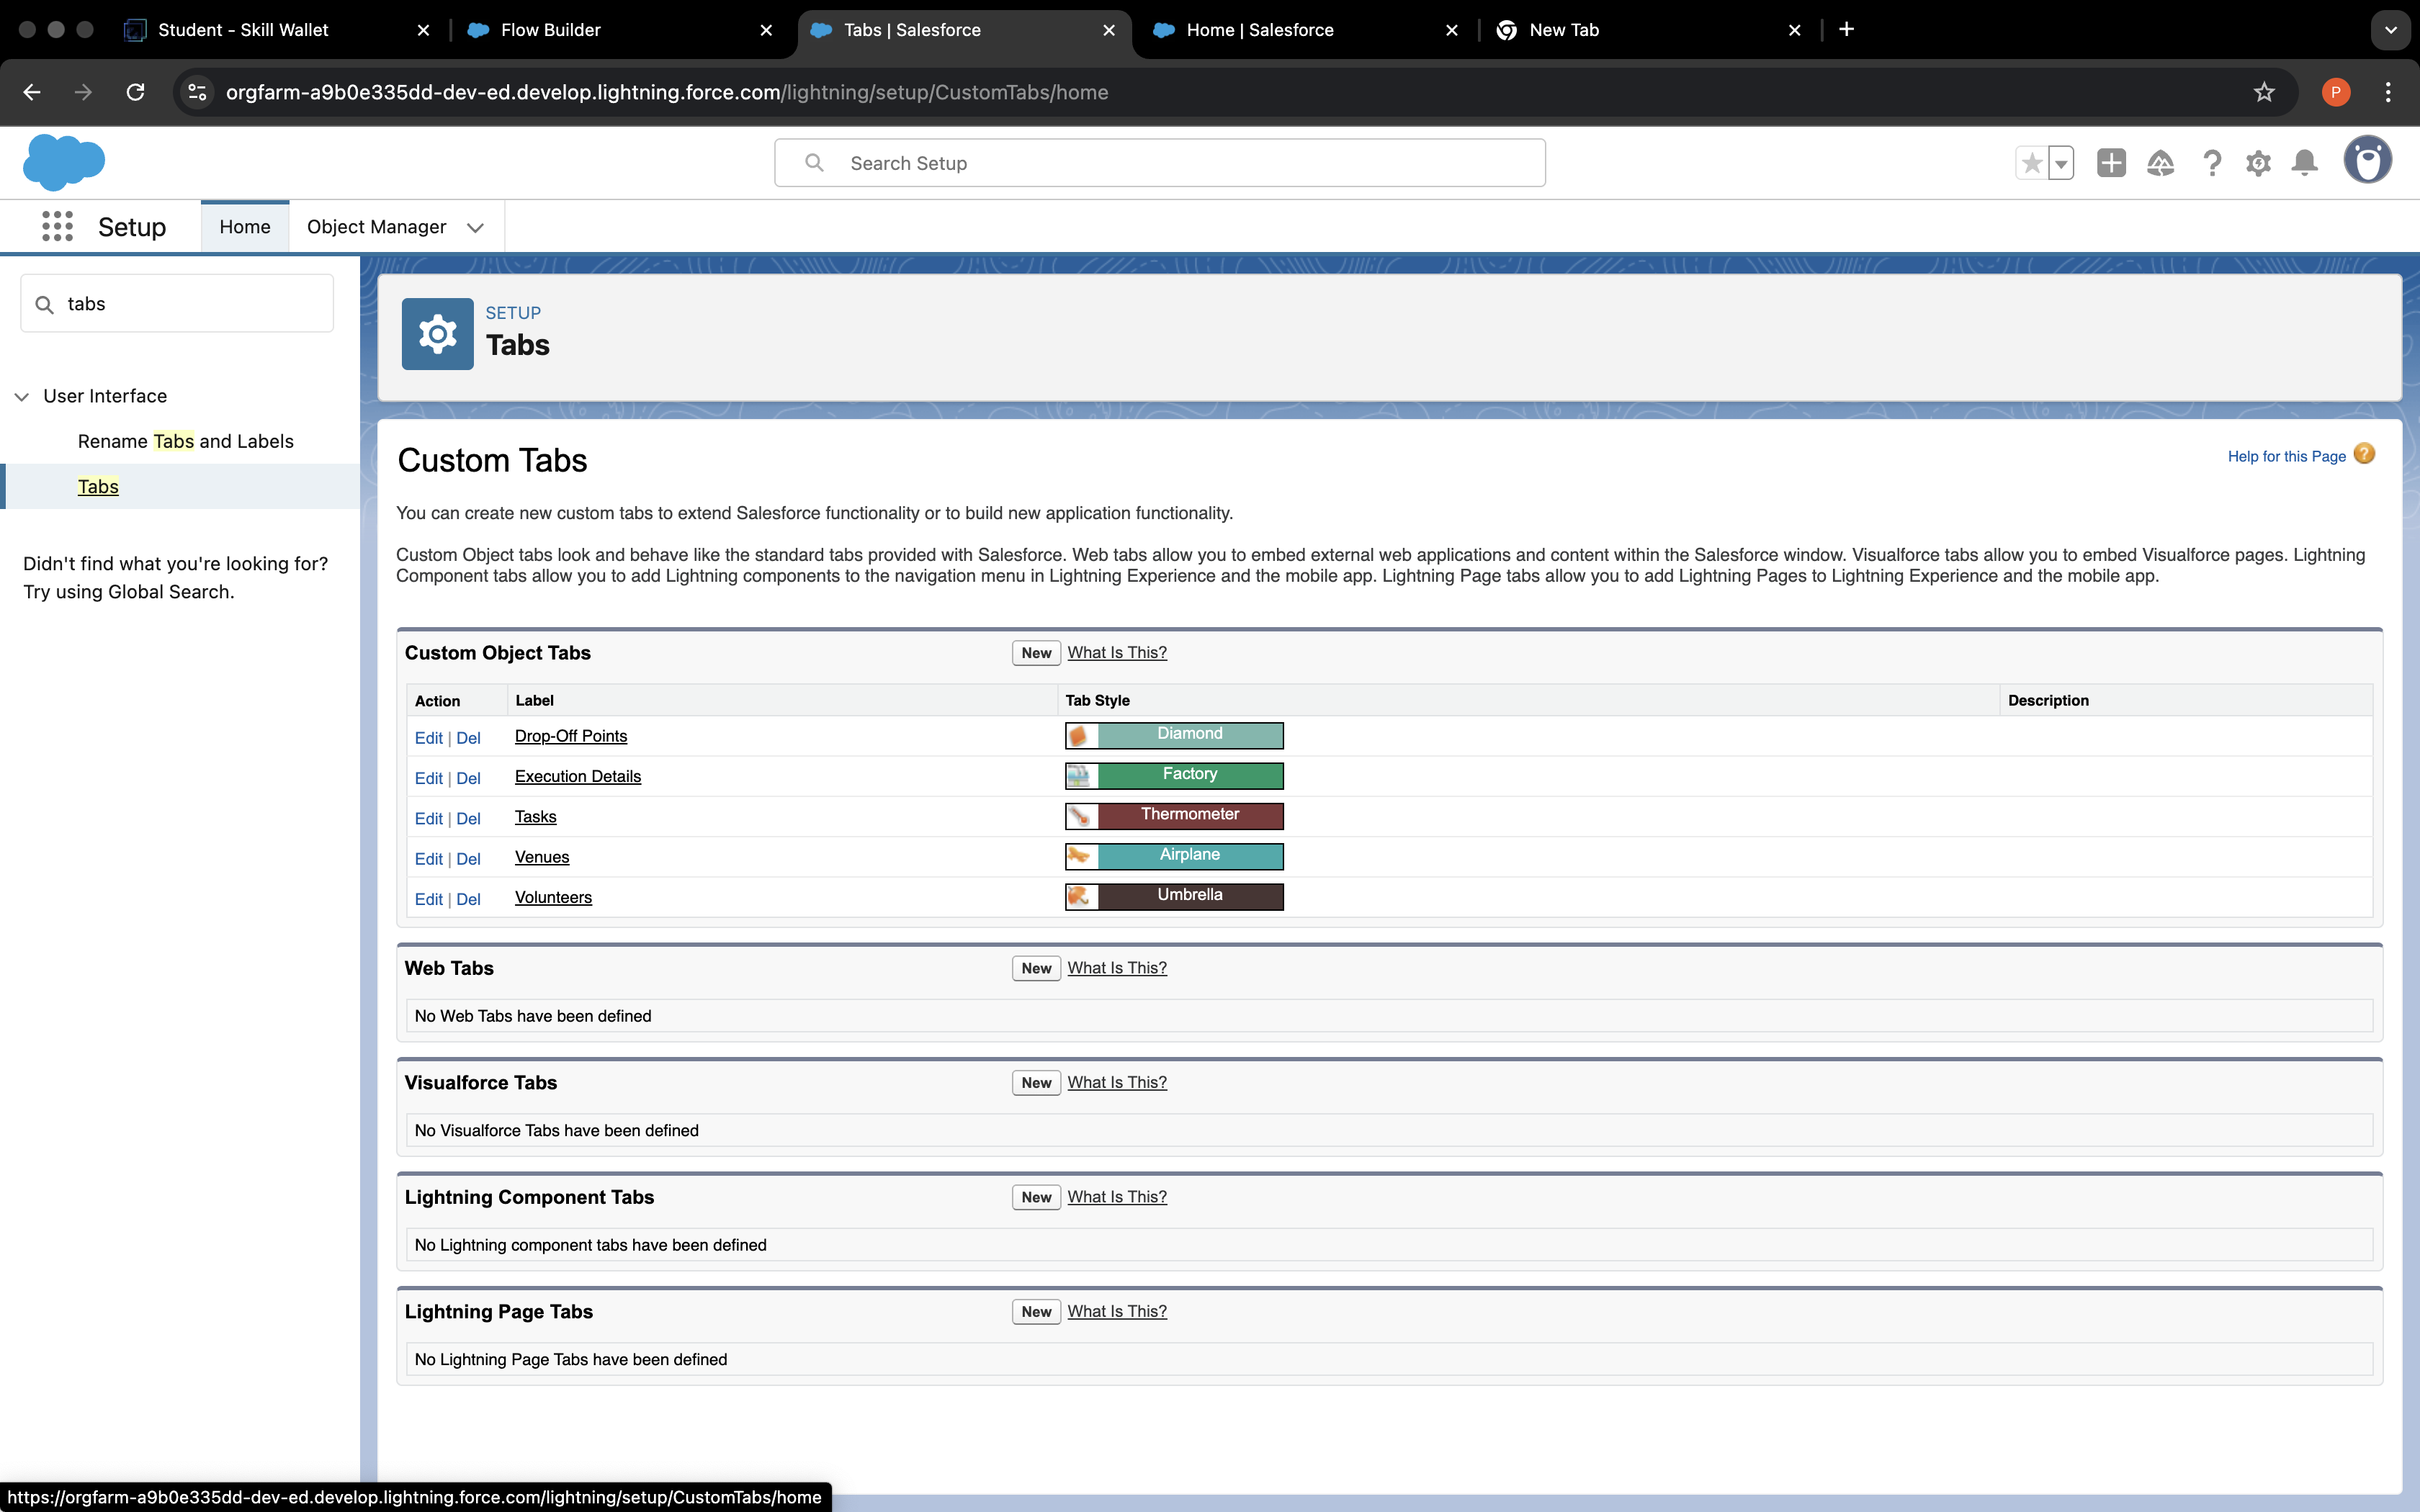 Student - Skill Wallet
Flow Builder
Tabs | Salesforce
Home | Salesforce
New Tab
orgfarm-a9b0e335dd-dev-ed.develop.lightning.force.com/lightning/setup/CustomTabs/home
P
Search Setup
Setup
Home
Object Manager
tabs
User Interface
Rename Tabs and Labels
Tabs
Didn't find what you're looking for?
Try using Global Search.
SETUP
Tabs
Custom Tabs
Help for this Page
You can create new custom tabs to extend Salesforce functionality or to build new application functionality.
Custom Object tabs look and behave like the standard tabs provided with Salesforce. Web tabs allow you to embed external web applications and content within the Salesforce window. Visualforce tabs allow you to embed Visualforce pages. Lightning
Component tabs allow you to add Lightning components to the navigation menu in Lightning Experience and the mobile app. Lightning Page tabs allow you to add Lightning Pages to Lightning Experience and the mobile app.
Custom Object Tabs New What Is This?
Action Label Tab Style Description
Edit | Del Drop-Off Points Diamond
Edit | Del Execution Details Factory
Edit | Del Tasks Thermometer
Edit | Del Venues Airplane
Edit | Del Volunteers Umbrella
Web Tabs New What Is This?
No Web Tabs have been defined
Visualforce Tabs New What Is This?
No Visualforce Tabs have been defined
Lightning Component Tabs New What Is This?
No Lightning component tabs have been defined
Lightning Page Tabs New What Is This?
No Lightning Page Tabs have been defined
https://orgfarm-a9b0e335dd-dev-ed.develop.lightning.force.com/lightning/setup/CustomTabs/home